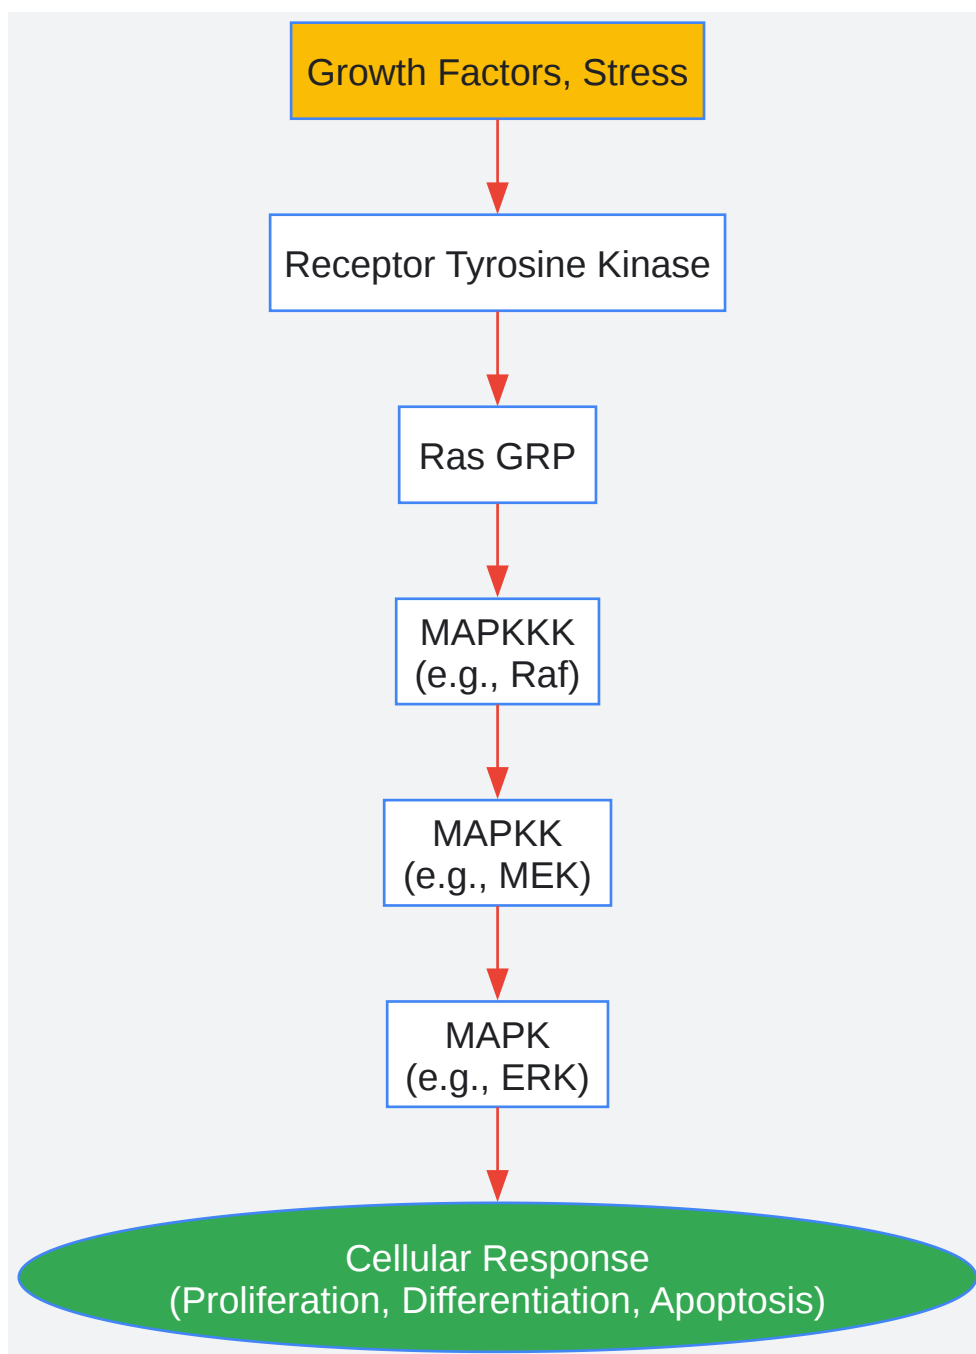 Growth Factors, Stress
Receptor Tyrosine Kinase
Ras GRP
MAPKKK
(e.g., Raf)
MAPKK
(e.g., MEK)
MAPK
(e.g., ERK)
Cellular Response
(Proliferation, Differentiation, Apoptosis)